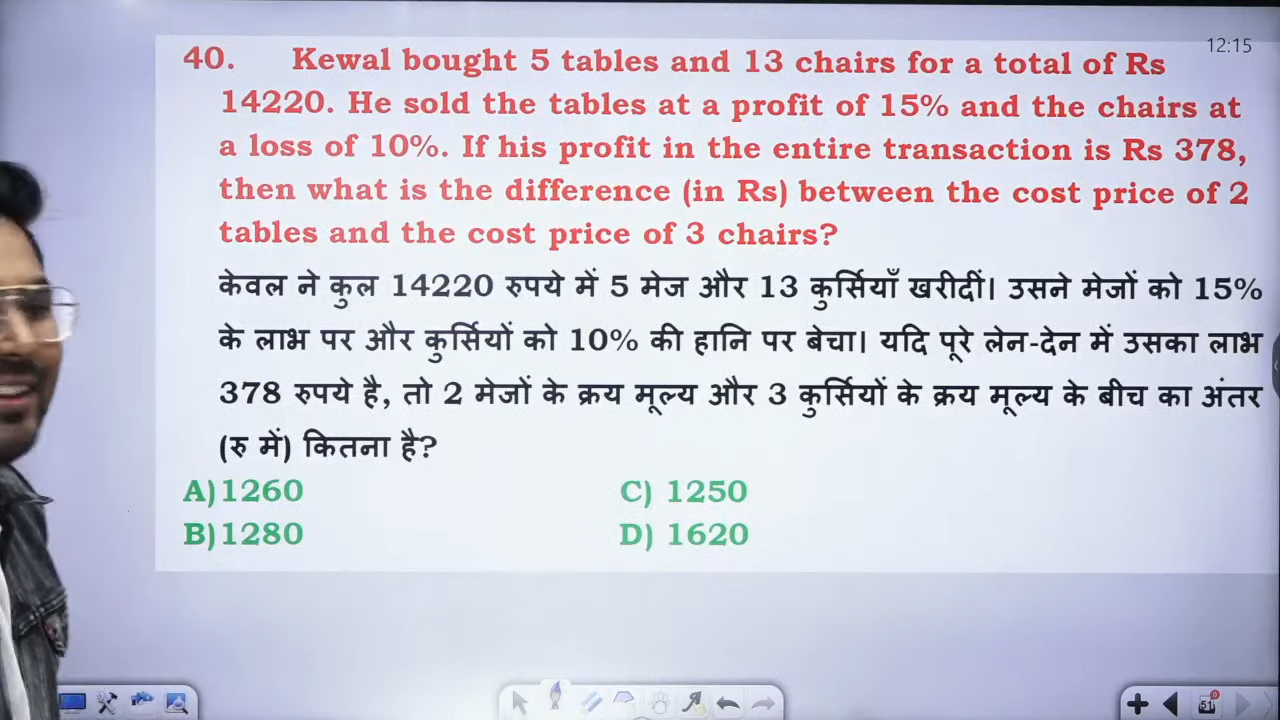 12:15
40. Kewal bought 5 tables and 13 chairs for a total of Rs
14220. He sold the tables at a profit of 15% and the chairs at
a loss of 10%. If his profit in the entire transaction is Rs 378,
then what is the difference (in Rs) between the cost price of 2
tables and the cost price of 3 chairs?
केवल ने कुल 14220 रुपये में 5 मेज और 13 कुर्सियाँ खरीदीं। उसने मेजों को 15%
के लाभ पर और कुर्सियों को 10% की हानि पर बेचा। यदि पूरे लेन-देन में उसका लाभ
378 रुपये है, तो 2 मेजों के क्रय मूल्य और 3 कुर्सियों के क्रय मूल्य के बीच का अंतर
(रु में) कितना है?
A)1260 C) 1250
B)1280 D) 1620
51